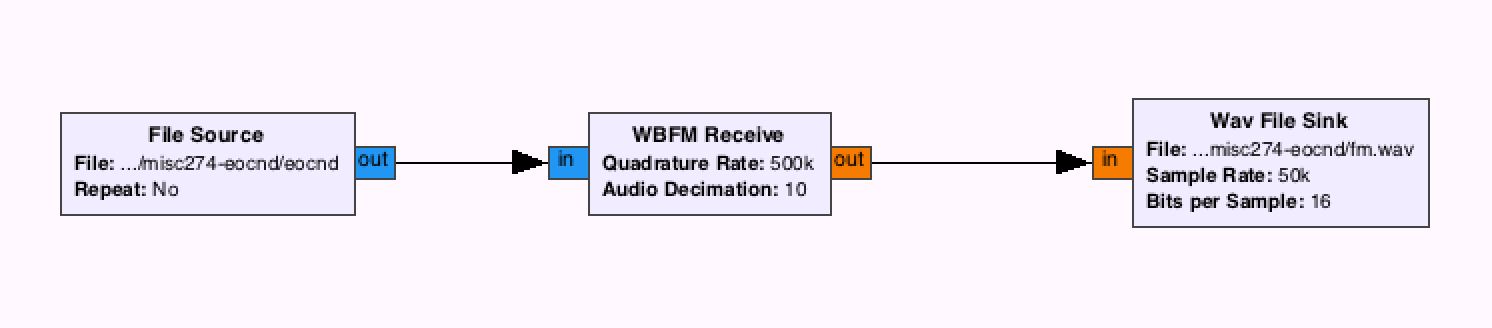 File Source
File: .../misc274-eocnd/eocnd
Repeat: No
out
in
WBFM Receive
Quadrature Rate: 500k
Audio Decimation: 10
out
in
Wav File Sink
File: ...misc274-eocnd/fm.wav
Sample Rate: 50k
Bits per Sample: 16